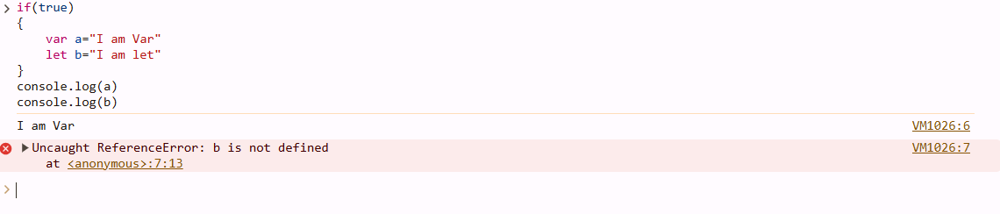 if(true)
{
    var a="I am Var"
    let b="I am let"
}
console.log(a)
console.log(b)
I am Var VM1026:6
Uncaught ReferenceError: b is not defined VM1026:7
    at <anonymous>:7:13